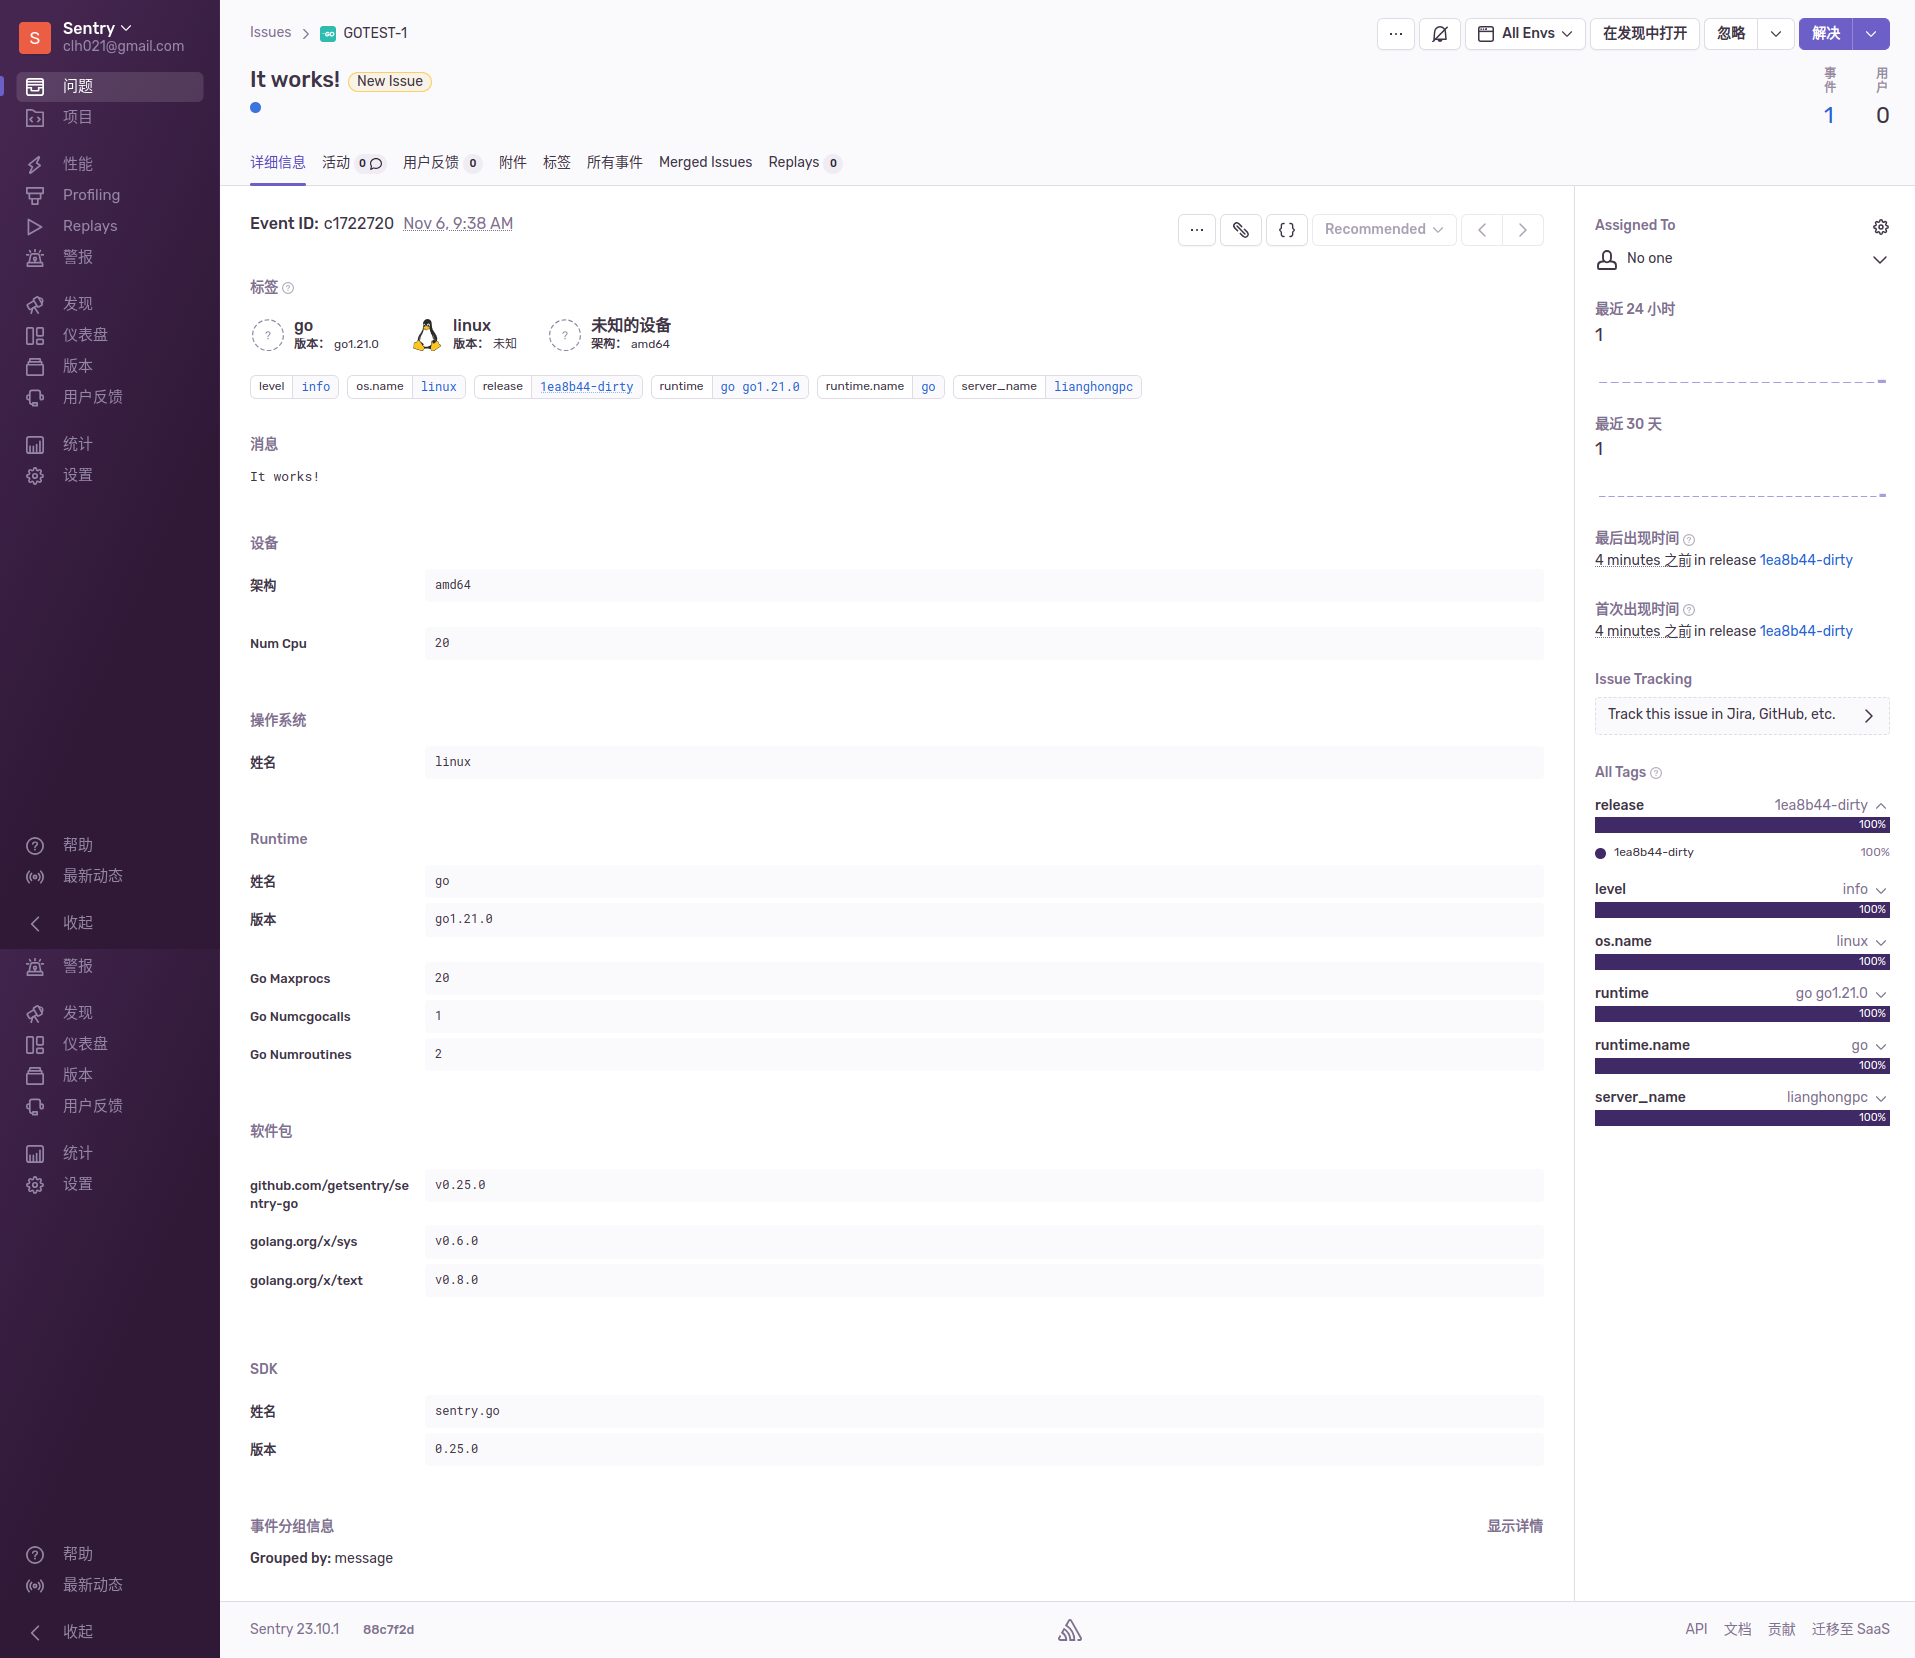 S
Sentry
clh021@gmail.com
问题
项目
性能
Profiling
Replays
警报
发现
仪表盘
版本
用户反馈
统计
设置
帮助
最新动态
收起
警报
发现
仪表盘
版本
用户反馈
统计
设置
帮助
最新动态
收起
Issues > GOTEST-1
... All Envs 在发现中打开 忽略 解决
It works! New Issue
事件 用户
1 0
详细信息 活动 0 用户反馈 0 附件 标签 所有事件 Merged Issues Replays 0
Event ID: c1722720 Nov 6, 9:38 AM
... {} Recommended
标签 ?
? go
版本： go1.21.0
linux
版本： 未知
? 未知的设备
架构： amd64
level info os.name linux release 1ea8b44-dirty runtime go go1.21.0 runtime.name go server_name lianghongpc
消息
It works!
设备
架构 amd64
Num Cpu 20
操作系统
姓名 linux
Runtime
姓名 go
版本 go1.21.0
Go Maxprocs 20
Go Numcgocalls 1
Go Numroutines 2
软件包
github.com/getsentry/se
ntry-go
v0.25.0
golang.org/x/sys v0.6.0
golang.org/x/text v0.8.0
SDK
姓名 sentry.go
版本 0.25.0
事件分组信息 显示详情
Grouped by: message
Assigned To
No one
最近 24 小时
1
最近 30 天
1
最后出现时间 ?
4 minutes 之前 in release 1ea8b44-dirty
首次出现时间 ?
4 minutes 之前 in release 1ea8b44-dirty
Issue Tracking
Track this issue in Jira, GitHub, etc.
All Tags ?
release 1ea8b44-dirty
100%
1ea8b44-dirty 100%
level info
100%
os.name linux
100%
runtime go go1.21.0
100%
runtime.name go
100%
server_name lianghongpc
100%
Sentry 23.10.1 88c7f2d
API 文档 贡献 迁移至 SaaS